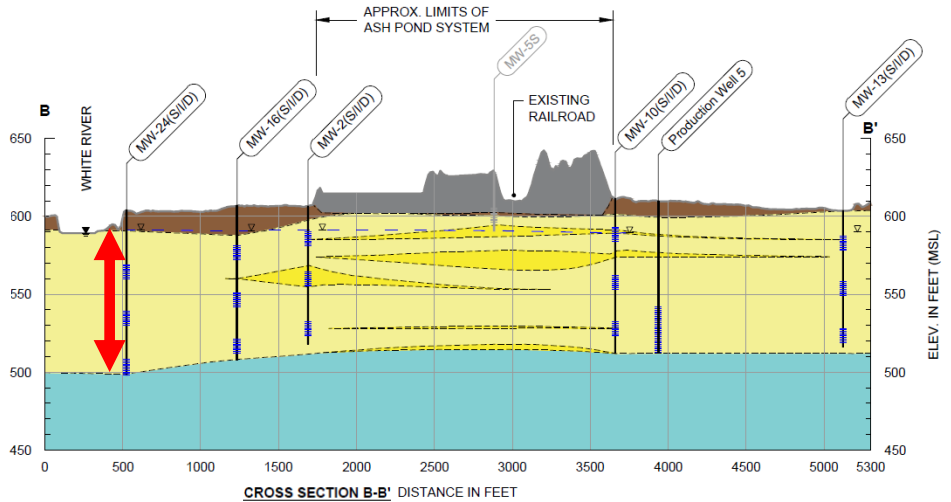 APPROX. LIMITS OF
ASH POND SYSTEM
MW-5S
B
WHITE RIVER
MW-24(S/I/D)
MW-16(S/I/D)
MW-2(S/I/D)
EXISTING
RAILROAD
MW-10(S/I/D)
Production Well 5
MW-13(S/I/D)
B'
650
600
550
500
450
650
600
550
500
450
ELEV. IN FEET (MSL)
0
500
1000
1500
2000
2500
3000
3500
4000
4500
5000
5300
CROSS SECTION B-B' DISTANCE IN FEET